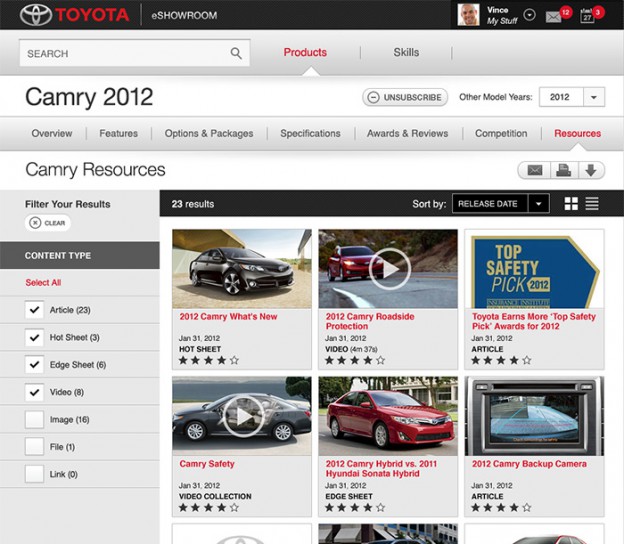 TOYOTA eSHOWROOM
Vince
My Stuff
12
27
3
SEARCH
Products
Skills
Camry 2012
UNSUBSCRIBE
Other Model Years:
2012
Overview
Features
Options & Packages
Specifications
Awards & Reviews
Competition
Resources
Camry Resources
Filter Your Results
CLEAR
CONTENT TYPE
Select All
Article (23)
Hot Sheet (3)
Edge Sheet (6)
Video (8)
Image (16)
File (1)
Link (0)
23 results
Sort by:
RELEASE DATE
2012 Camry What's New
Jan 31, 2012
HOT SHEET
2012 Camry Roadside
Protection
Jan 31, 2012
VIDEO (4m 37s)
TOP
SAFETY
PICK 2012
INSURANCE INSTITUTE
Toyota Earns More 'Top Safety
Pick' Awards for 2012
Jan 31, 2012
ARTICLE
Camry Safety
Jan 31, 2012
VIDEO COLLECTION
2012 Camry Hybrid vs. 2011
Hyundai Sonata Hybrid
Jan 31, 2012
EDGE SHEET
2012 Camry Backup Camera
Jan 31, 2012
ARTICLE